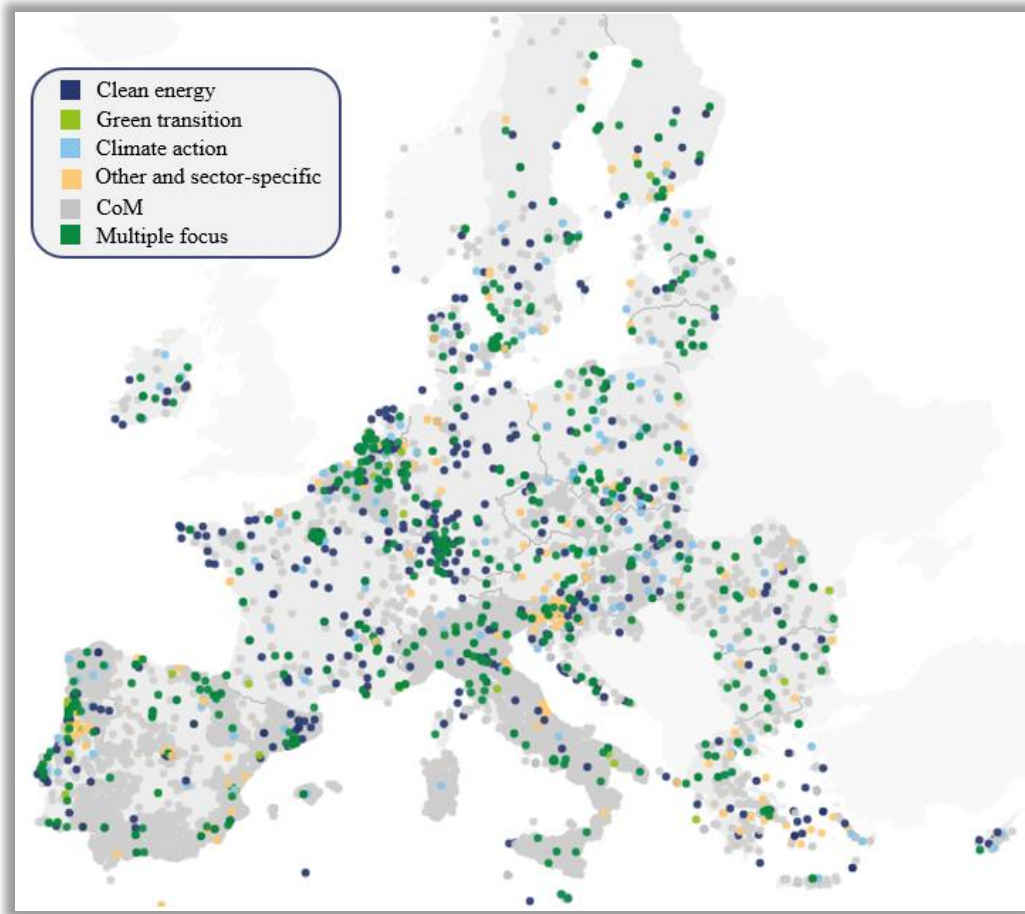 Clean energy
Green transition
Climate action
Other and sector-specific
CoM
Multiple focus